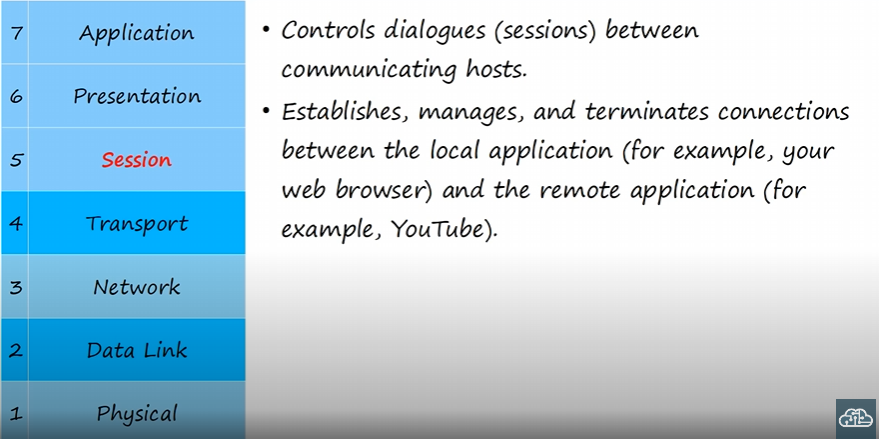 7 Application
6 Presentation
5 Session
4 Transport
3 Network
2 Data Link
1 Physical
• Controls dialogues (sessions) between
communicating hosts.
• Establishes, manages, and terminates connections
between the local application (for example, your
web browser) and the remote application (for
example, YouTube).